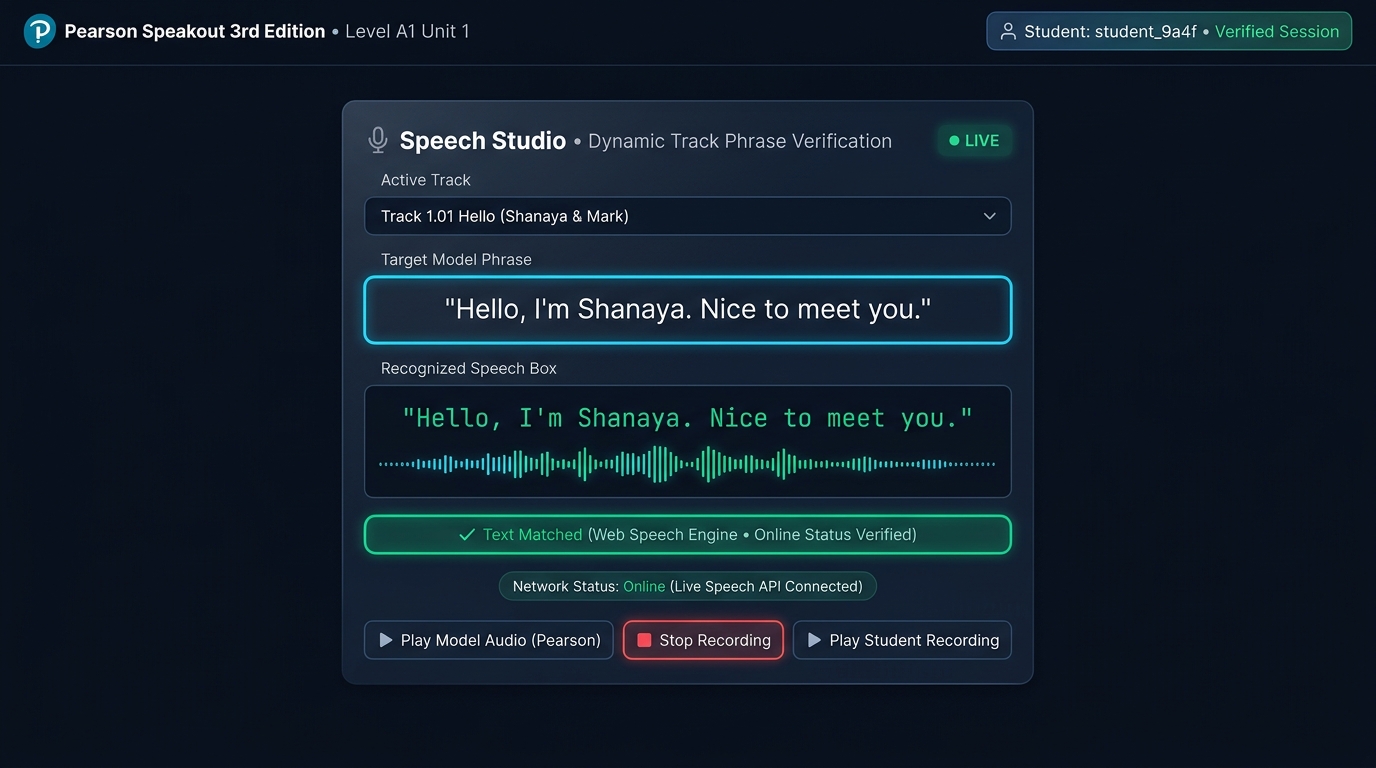 Pearson Speakout 3rd Edition • Level A1 Unit 1
Student: student_9a4f • Verified Session
Speech Studio • Dynamic Track Phrase Verification
LIVE
Active Track
Track 1.01 Hello (Shanaya & Mark)
Target Model Phrase
"Hello, I'm Shanaya. Nice to meet you."
Recognized Speech Box
"Hello, I'm Shanaya. Nice to meet you."
Text Matched (Web Speech Engine • Online Status Verified)
Network Status: Online (Live Speech API Connected)
Play Model Audio (Pearson)
Stop Recording
Play Student Recording